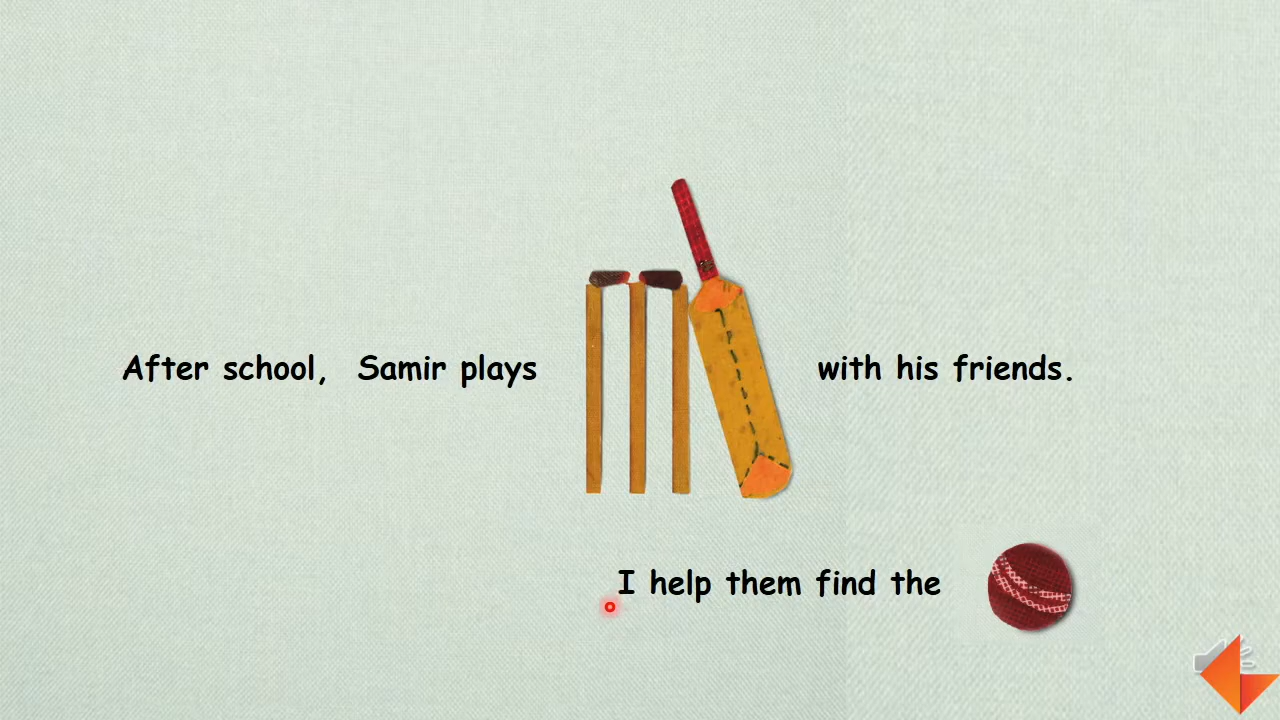 After school, Samir plays with his friends.
I help them find the